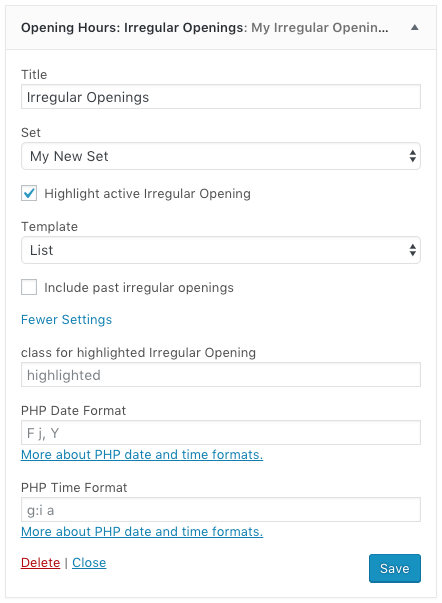 Opening Hours: Irregular Openings: My Irregular Openin...
Title
Irregular Openings
Set
My New Set
Highlight active Irregular Opening
Template
List
Include past irregular openings
Fewer Settings
class for highlighted Irregular Opening
highlighted
PHP Date Format
F j, Y
More about PHP date and time formats.
PHP Time Format
g:i a
More about PHP date and time formats.
Delete | Close
Save